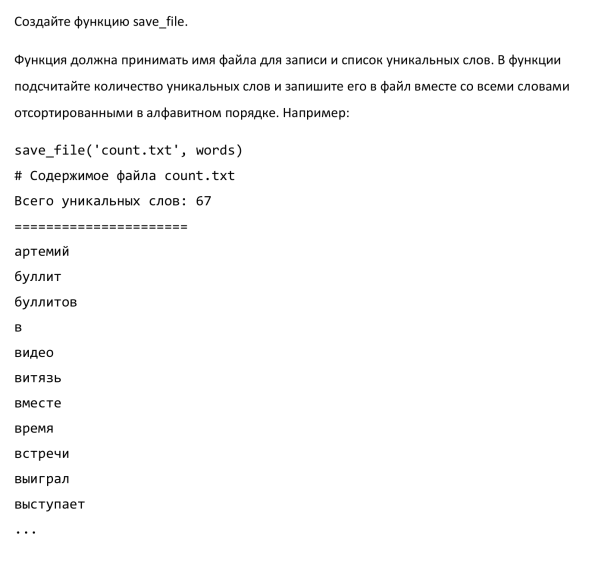 Создайте функцию save_file.
Функция должна принимать имя файла для записи и список уникальных слов. В функции
подсчитайте количество уникальных слов и запишите его в файл вместе со всеми словами
отсортированными в алфавитном порядке. Например:
save_file('count.txt', words)
# Содержимое файла count.txt
Всего уникальных слов: 67
======================
артемий
буллит
буллитов
в
видео
витязь
вместе
время
встречи
выиграл
выступает
...